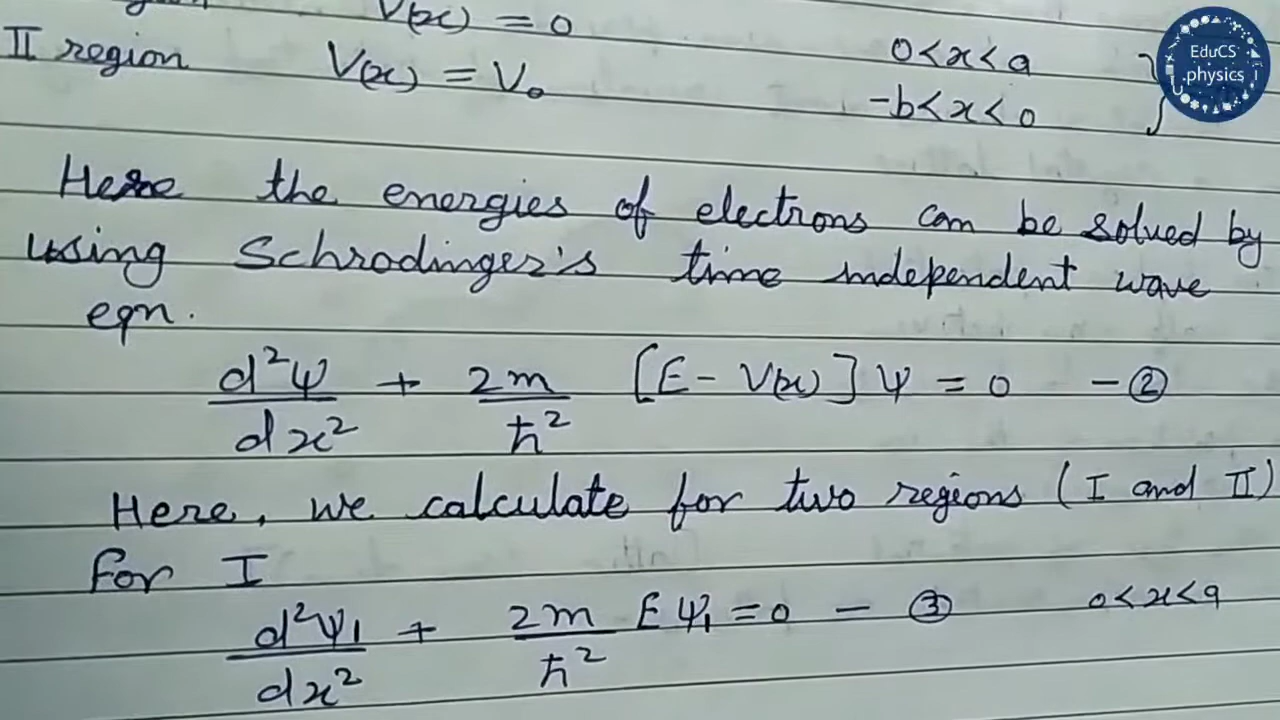 region V(x) = 0 0<x<a
II region V(x) = V₀ -b<x<0
EduCS
.physics
Here the energies of electrons can be solved by
using Schrodinger's time independent wave
eqn.
d²ψ/dx² + 2m/ħ² [E - V(x)] ψ = 0 - ②
Here, we calculate for two regions (I and II)
For I
d²ψ₁/dx² + 2m/ħ² Eψ₁ = 0 - ③ 0<x<a